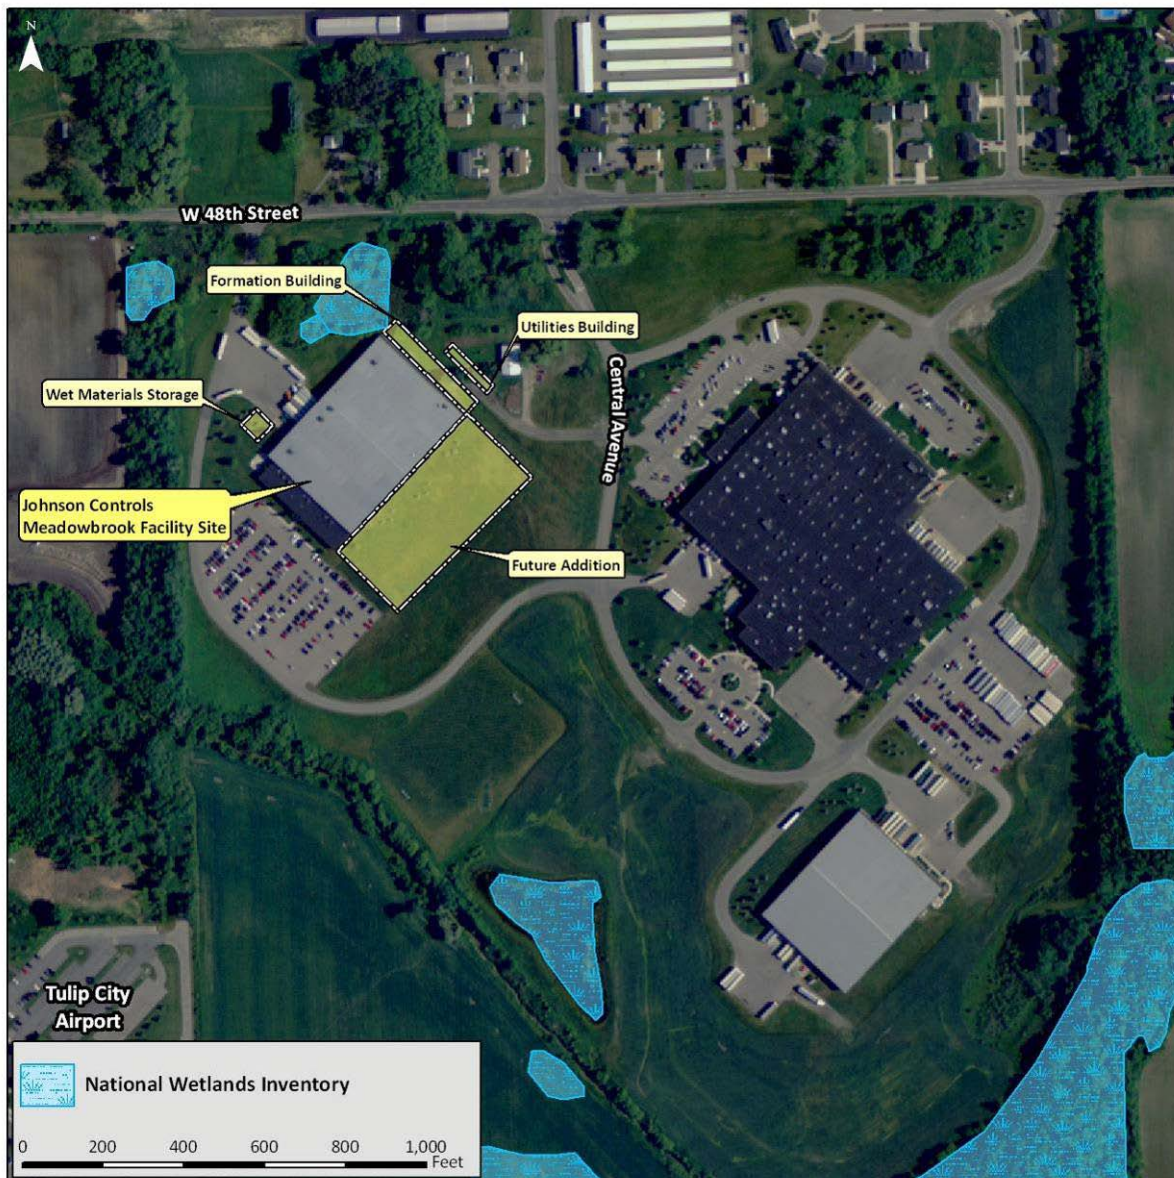 N
W 48th Street
Formation Building
Utilities Building
Central Avenue
Wet Materials Storage
Johnson Controls
Meadowbrook Facility Site
Future Addition
Tulip City
Airport
National Wetlands Inventory
0 200 400 600 800 1,000
Feet